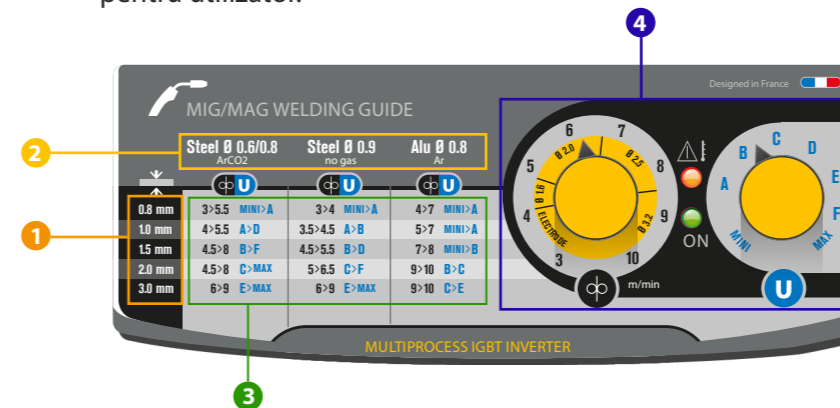 pentru utilizator.
4
Designed in France
MIG/MAG WELDING GUIDE
2
Steel Ø 0.6/0.8 Steel Ø 0.9 Alu Ø 0.8
ArCO2 no gas Ar
U U U
1
0.8 mm 3>5.5 MINI>A 3>4 MINI>A 4>7 MINI>A
1.0 mm 4>5.5 A>D 3.5>4.5 A>B 5>7 MINI>A
1.5 mm 4.5>8 B>F 4.5>5.5 B>D 7>8 MINI>B
2.0 mm 4.5>8 C>MAX 5>6.5 C>F 9>10 B>C
3.0 mm 6>9 E>MAX 6>9 E>MAX 9>10 C>E
3 4 5 6 7 8 9 10
ELECTRODE Ø 1.6 Ø 2.0 Ø 2.5 Ø 3.2
m/min
ON
MINI A B C D E F MAX
U
MULTIPROCESS IGBT INVERTER
3